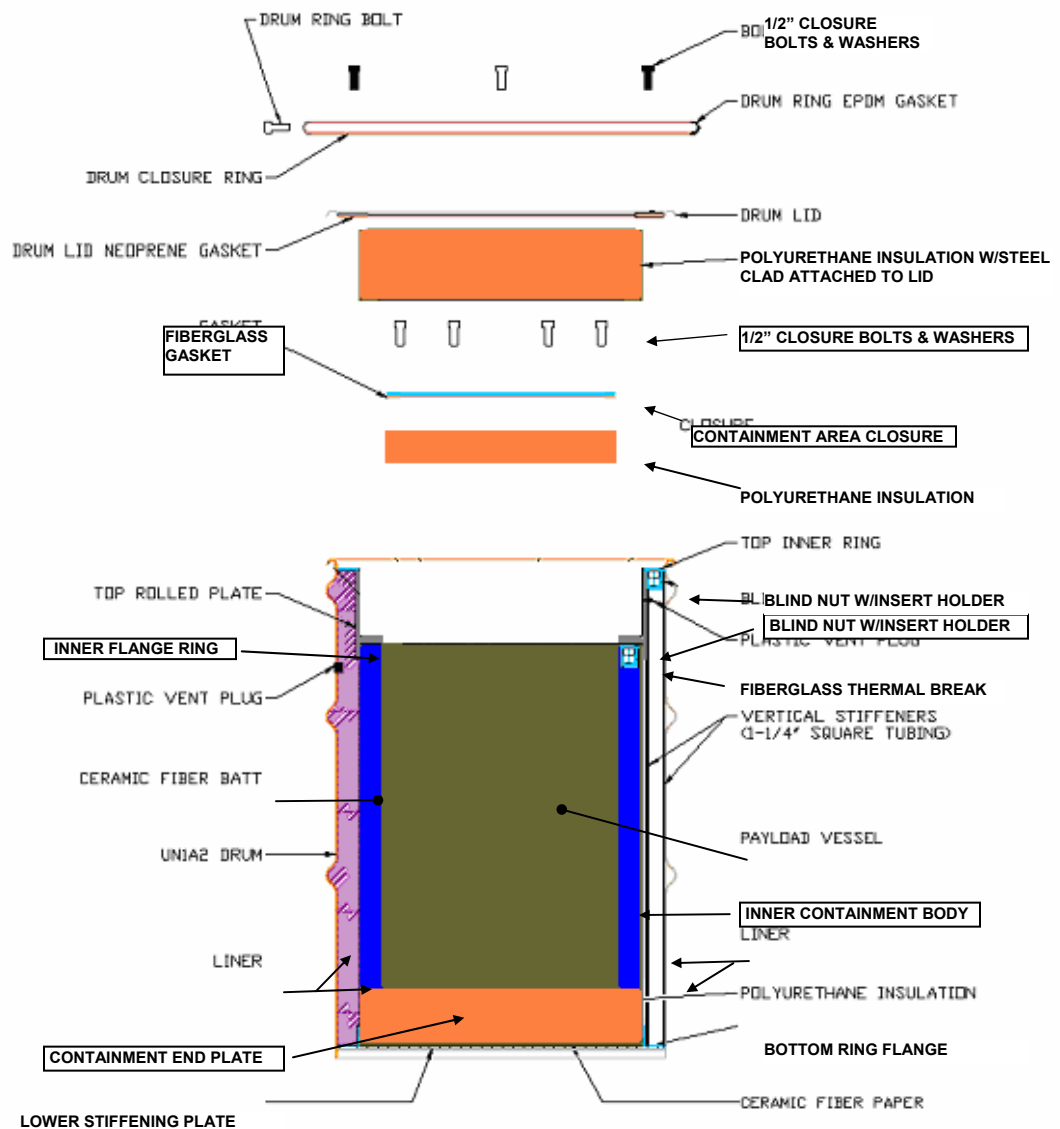 DRUM RING BOLT
1/2" CLOSURE
BOLTS & WASHERS
DRUM RING EPDM GASKET
DRUM CLOSURE RING
DRUM LID
DRUM LID NEOPRENE GASKET
POLYURETHANE INSULATION W/STEEL
CLAD ATTACHED TO LID
FIBERGLASS
GASKET
1/2" CLOSURE BOLTS & WASHERS
CONTAINMENT AREA CLOSURE
POLYURETHANE INSULATION
TOP INNER RING
TOP ROLLED PLATE
BLIND NUT W/INSERT HOLDER
BLIND NUT W/INSERT HOLDER
PLASTIC VENT PLUG
INNER FLANGE RING
PLASTIC VENT PLUG
FIBERGLASS THERMAL BREAK
VERTICAL STIFFENERS
(1-1/4" SQUARE TUBING)
CERAMIC FIBER BATT
PAYLOAD VESSEL
UN1A2 DRUM
INNER CONTAINMENT BODY
LINER
LINER
POLYURETHANE INSULATION
CONTAINMENT END PLATE
BOTTOM RING FLANGE
CERAMIC FIBER PAPER
LOWER STIFFENING PLATE